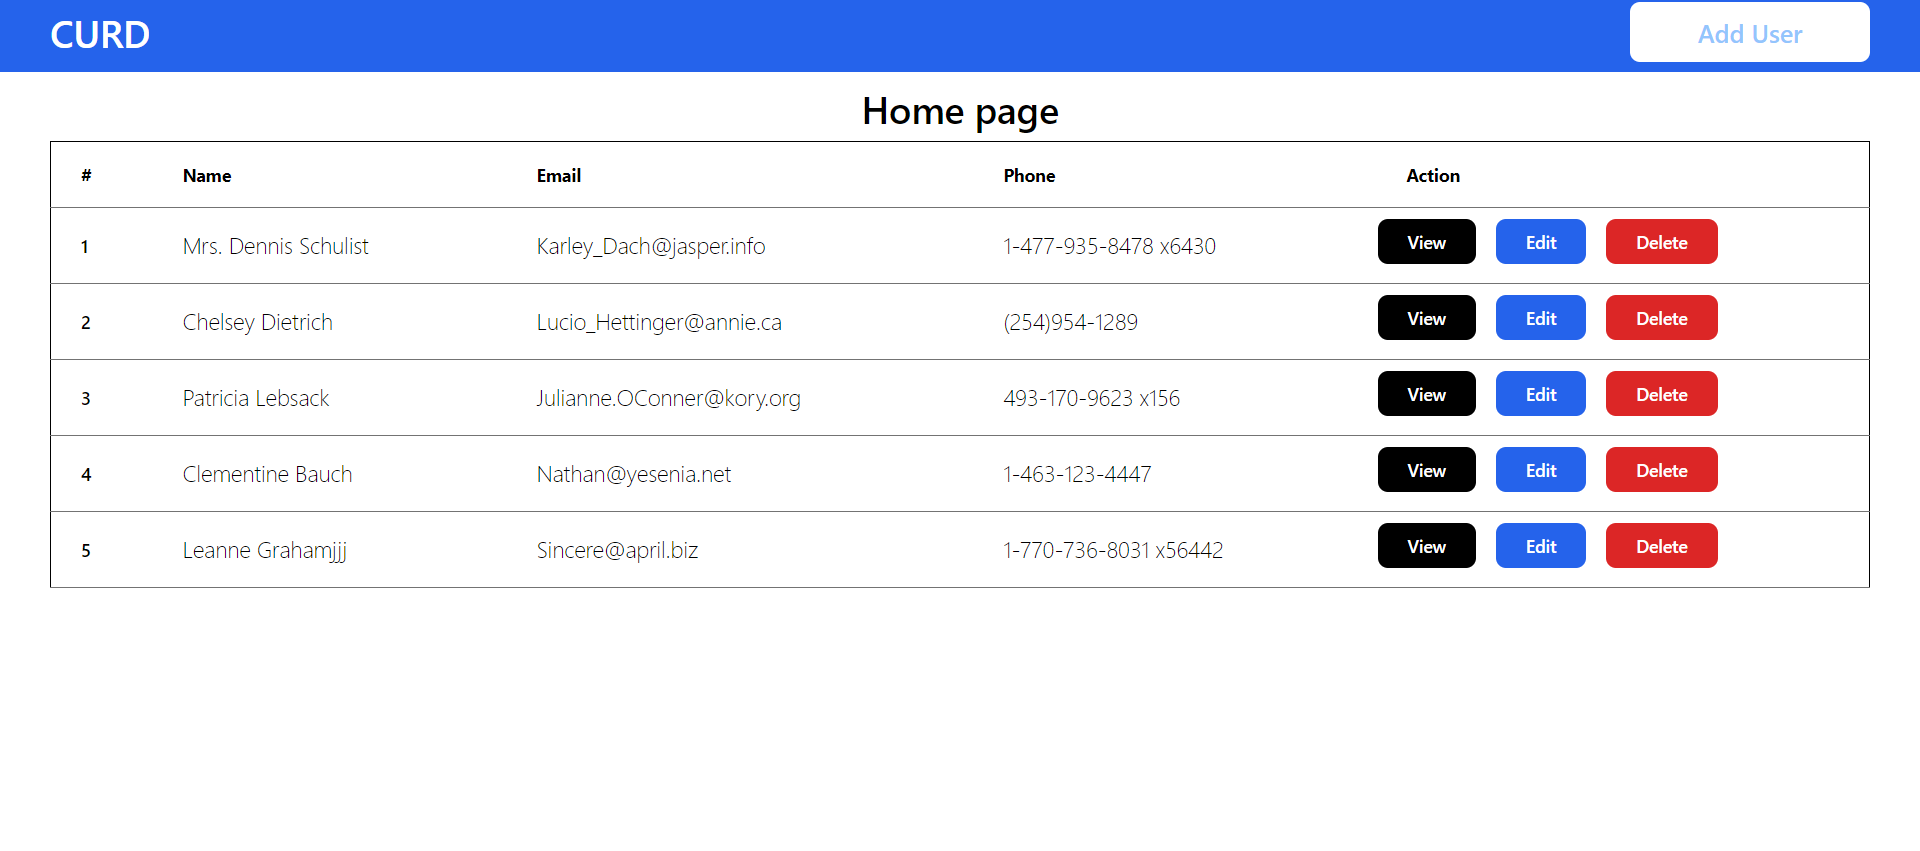 CURD Add User
Home page
# Name Email Phone Action
1 Mrs. Dennis Schulist Karley_Dach@jasper.info 1-477-935-8478 x6430 View Edit Delete
2 Chelsey Dietrich Lucio_Hettinger@annie.ca (254)954-1289 View Edit Delete
3 Patricia Lebsack Julianne.OConner@kory.org 493-170-9623 x156 View Edit Delete
4 Clementine Bauch Nathan@yesenia.net 1-463-123-4447 View Edit Delete
5 Leanne Grahamjjj Sincere@april.biz 1-770-736-8031 x56442 View Edit Delete